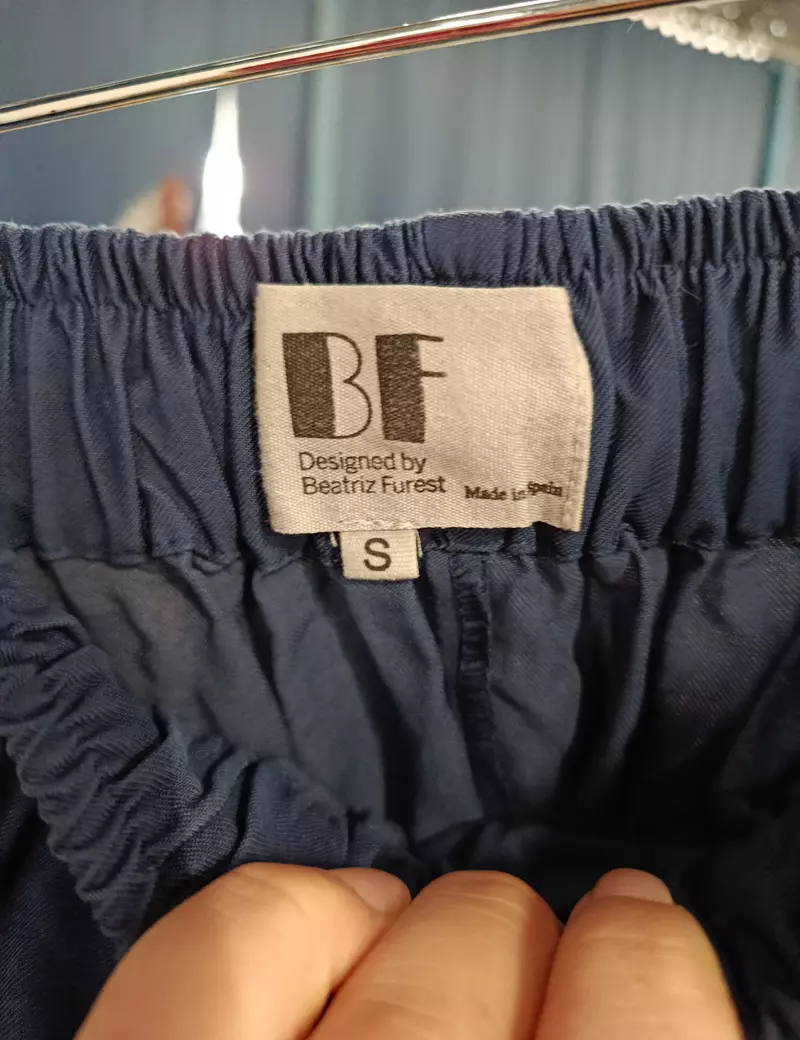 BF
Designed by
Beatriz Furest
Made in Spain
S